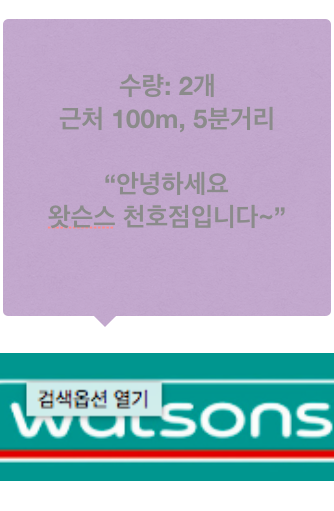 수량: 2개
근처 100m, 5분거리
“안녕하세요
왓슨스 천호점입니다~”
검색옵션 열기
watsons